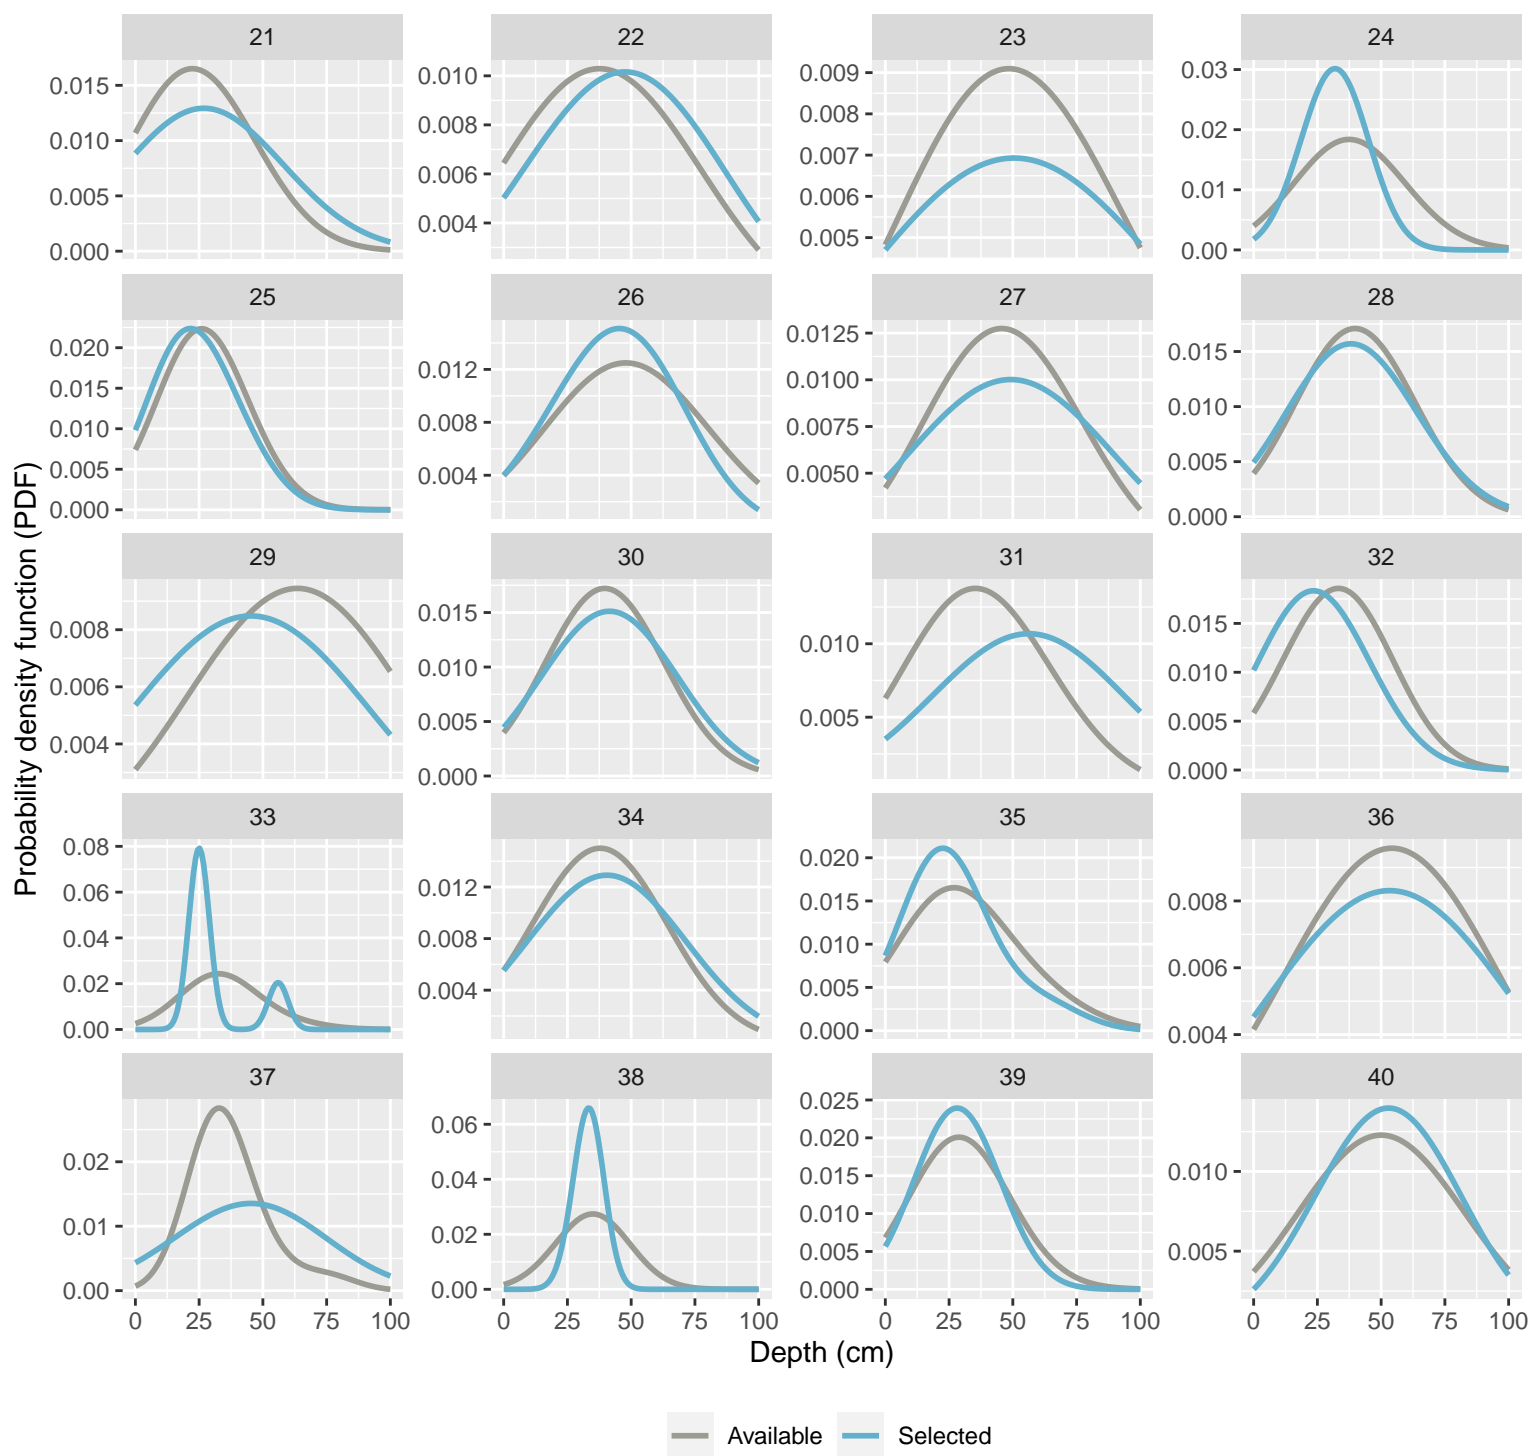 21 22 23 24
0.015 0.010 0.009 0.03
0.010 0.008 0.008 0.02
0.005 0.006 0.007 0.01
0.000 0.004 0.006 0.00
0.005
25 26 27 28
0.020 0.012 0.0125 0.015
0.015 0.008 0.0100 0.010
0.010 0.004 0.0075 0.005
0.005 0.0050 0.000
0.000
Probability density function (PDF)
29 30 31 32
0.008 0.015 0.010 0.015
0.006 0.010 0.005 0.010
0.004 0.005 0.005
0.000 0.000
33 34 35 36
0.08 0.012 0.020 0.008
0.06 0.008 0.015 0.006
0.04 0.004 0.010 0.004
0.02 0.005
0.00 0.000
37 38 39 40
0.02 0.06 0.025 0.010
0.01 0.04 0.020 0.005
0.00 0.02 0.015
0.00 0.010
0.005
0.000
0 25 50 75 100 0 25 50 75 100 0 25 50 75 100 0 25 50 75 100
Depth (cm)
Available Selected